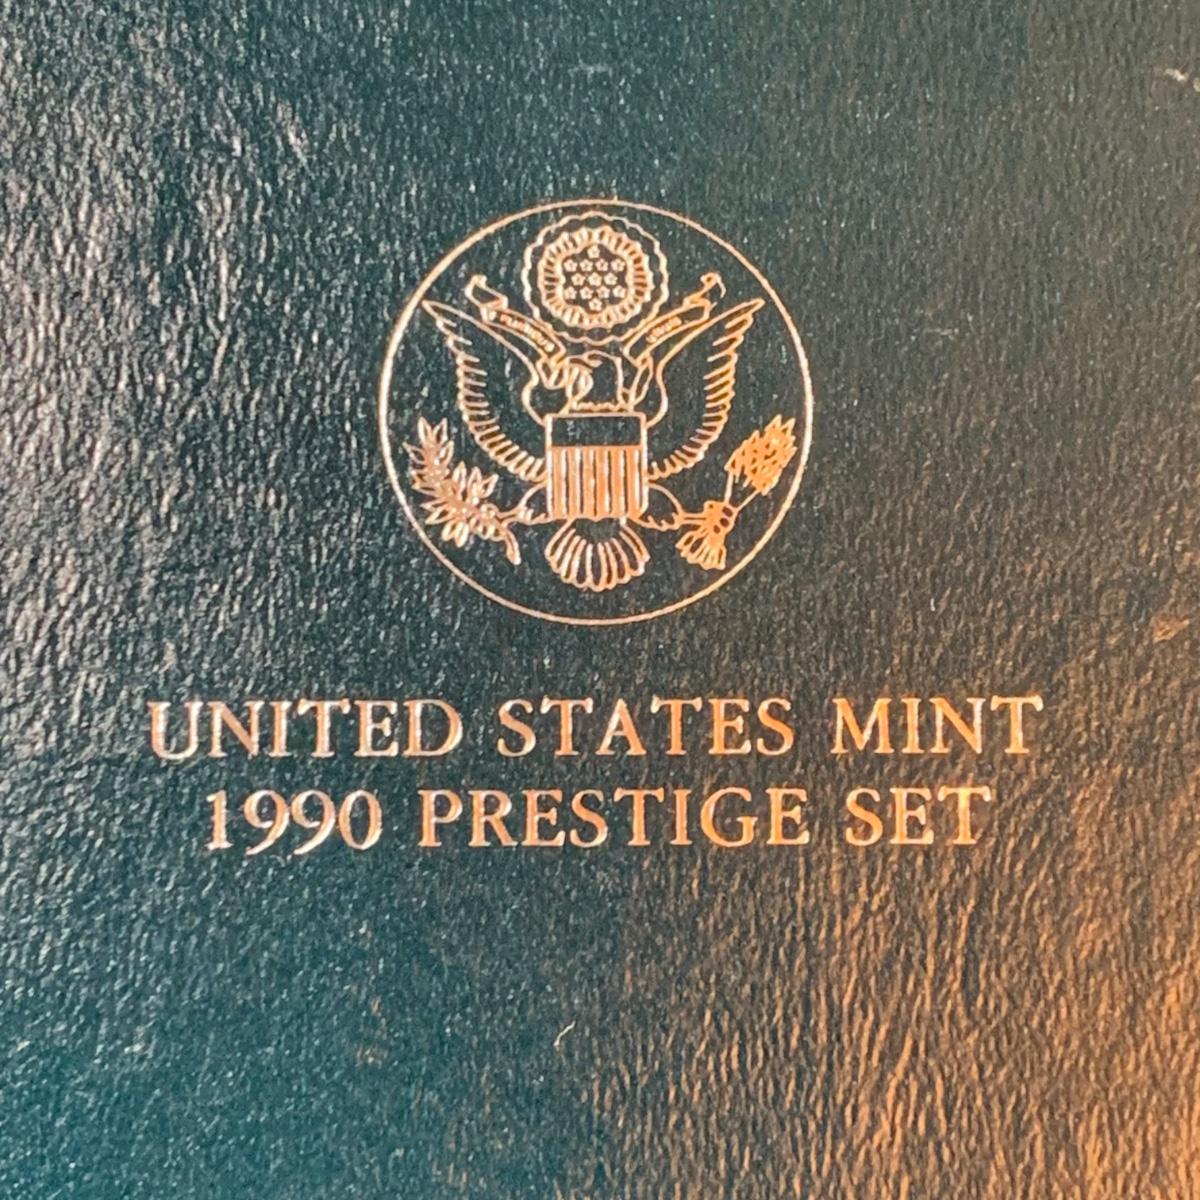 UNITED STATES MINT
1990 PRESTIGE SET